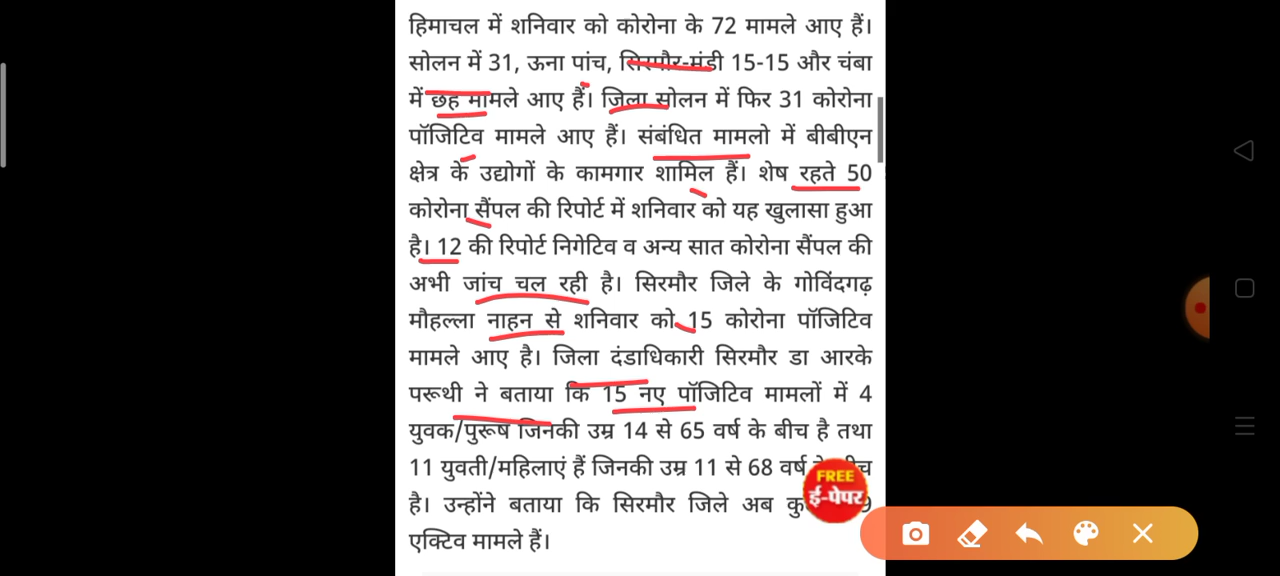 हिमाचल में शनिवार को कोरोना के 72 मामले आए हैं।
सोलन में 31, ऊना पांच, सिरमौर-मंडी 15-15 और चंबा
में छह मामले आए हैं। जिला सोलन में फिर 31 कोरोना
पॉजिटिव मामले आए हैं। संबंधित मामलो में बीबीएन
क्षेत्र के उद्योगों के कामगार शामिल हैं। शेष रहते 50
कोरोना सैंपल की रिपोर्ट में शनिवार को यह खुलासा हुआ
है। 12 की रिपोर्ट निगेटिव व अन्य सात कोरोना सैंपल की
अभी जांच चल रही है। सिरमौर जिले के गोविंदगढ़
मौहल्ला नाहन से शनिवार को 15 कोरोना पॉजिटिव
मामले आए है। जिला दंडाधिकारी सिरमौर डा आरके
परूथी ने बताया कि 15 नए पॉजिटिव मामलों में 4
युवक/पुरूष जिनकी उम्र 14 से 65 वर्ष के बीच है तथा
11 युवती/महिलाएं हैं जिनकी उम्र 11 से 68 वर्ष
है। उन्होंने बताया कि सिरमौर जिले अब
एक्टिव मामले हैं।
FREE
ई-पेपर